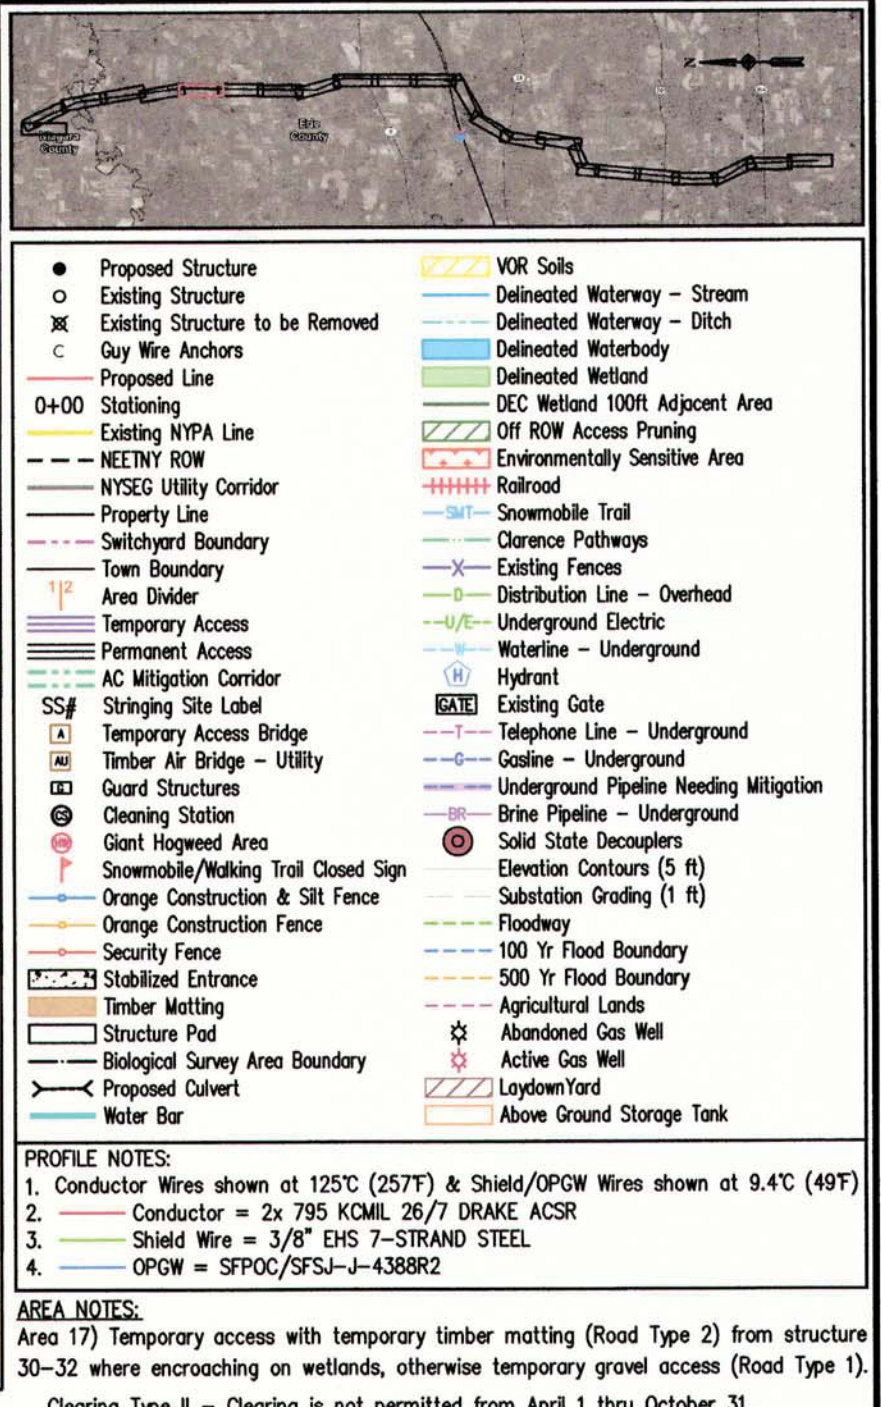 N
Niagara
County
Erie
County
Proposed Structure
Existing Structure
Existing Structure to be Removed
C Guy Wire Anchors
Proposed Line
0+00 Stationing
Existing NYPA Line
NEETNY ROW
NYSEG Utility Corridor
Property Line
Switchyard Boundary
Town Boundary
1|2 Area Divider
Temporary Access
Permanent Access
AC Mitigation Corridor
SS# Stringing Site Label
A Temporary Access Bridge
AU Timber Air Bridge - Utility
G Guard Structures
CS Cleaning Station
HW Giant Hogweed Area
Snowmobile/Walking Trail Closed Sign
Orange Construction & Silt Fence
Orange Construction Fence
Security Fence
Stabilized Entrance
Timber Matting
Structure Pad
Biological Survey Area Boundary
Proposed Culvert
Water Bar
VOR Soils
Delineated Waterway - Stream
Delineated Waterway - Ditch
Delineated Waterbody
Delineated Wetland
DEC Wetland 100ft Adjacent Area
Off ROW Access Pruning
Environmentally Sensitive Area
Railroad
SMT Snowmobile Trail
Clarence Pathways
X Existing Fences
D Distribution Line - Overhead
U/E Underground Electric
W Waterline - Underground
H Hydrant
GATE Existing Gate
T Telephone Line - Underground
G Gasline - Underground
Underground Pipeline Needing Mitigation
BR Brine Pipeline - Underground
Solid State Decouplers
Elevation Contours (5 ft)
Substation Grading (1 ft)
Floodway
100 Yr Flood Boundary
500 Yr Flood Boundary
Agricultural Lands
Abandoned Gas Well
Active Gas Well
LaydownYard
Above Ground Storage Tank
PROFILE NOTES:
1. Conductor Wires shown at 125°C (257°F) & Shield/OPGW Wires shown at 9.4°C (49°F)
2. Conductor = 2x 795 KCMIL 26/7 DRAKE ACSR
3. Shield Wire = 3/8" EHS 7-STRAND STEEL
4. OPGW = SFPOC/SFSJ-J-4388R2
AREA NOTES:
Area 17) Temporary access with temporary timber matting (Road Type 2) from structure
30-32 where encroaching on wetlands, otherwise temporary gravel access (Road Type 1).
Clearing Type II - Clearing is not permitted from April 1 thru October 31